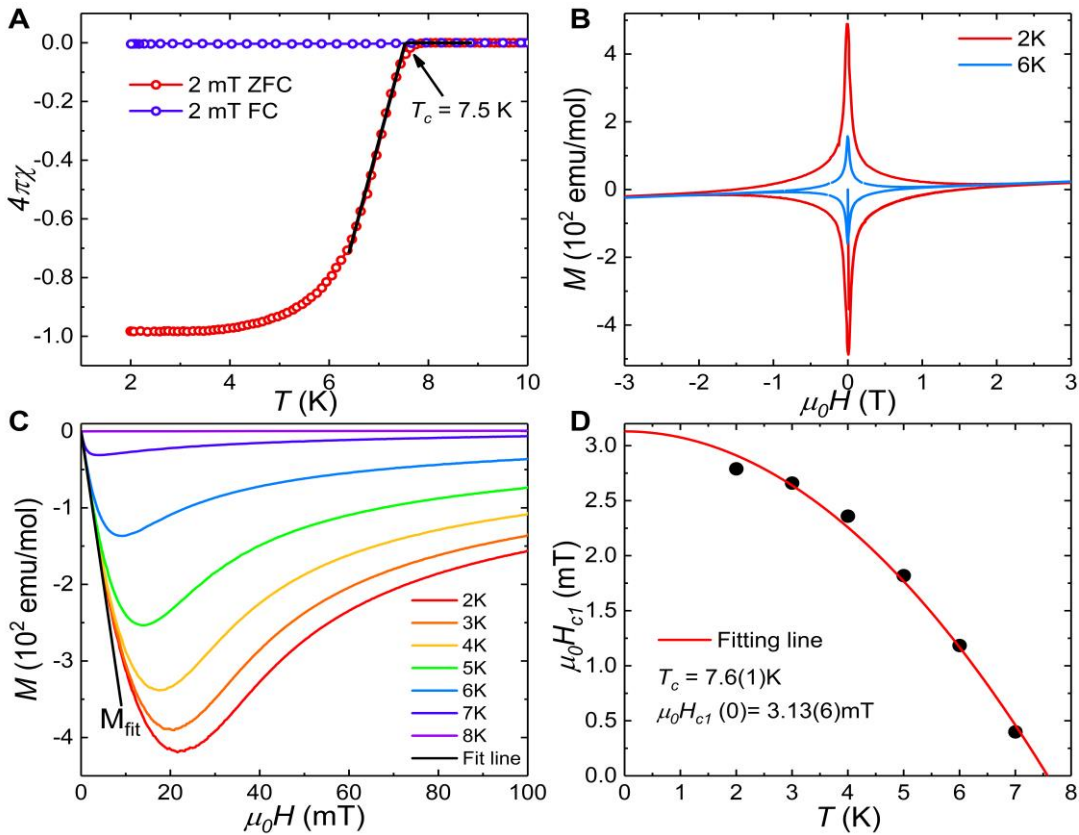 A
0.0
-0.2
-0.4
-0.6
-0.8
-1.0
4πχ
2 mT ZFC
2 mT FC
T_c = 7.5 K
2 4 6 8 10
T (K)
B
4
2
0
-2
-4
M (10² emu/mol)
2K
6K
-3 -2 -1 0 1 2 3
μ₀H (T)
C
0
-1
-2
-3
-4
M (10² emu/mol)
M_fit
2K
3K
4K
5K
6K
7K
8K
Fit line
0 20 40 60 80 100
μ₀H (mT)
D
3.0
2.5
2.0
1.5
1.0
0.5
0.0
μ₀H_c1 (mT)
Fitting line
T_c = 7.6(1)K
μ₀H_c1 (0)= 3.13(6)mT
0 1 2 3 4 5 6 7 8
T (K)